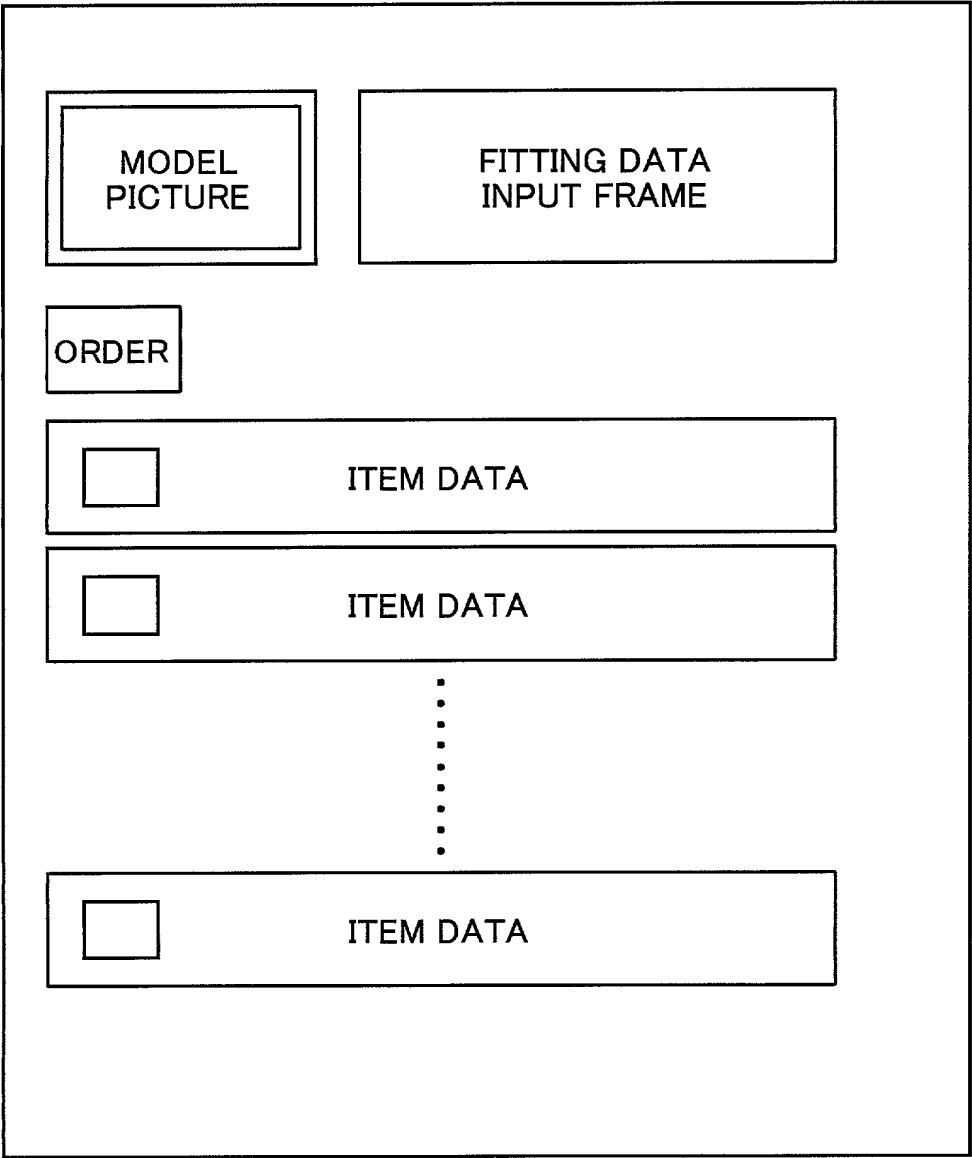 MODEL
PICTURE
FITTING DATA
INPUT FRAME
ORDER
ITEM DATA
ITEM DATA
ITEM DATA